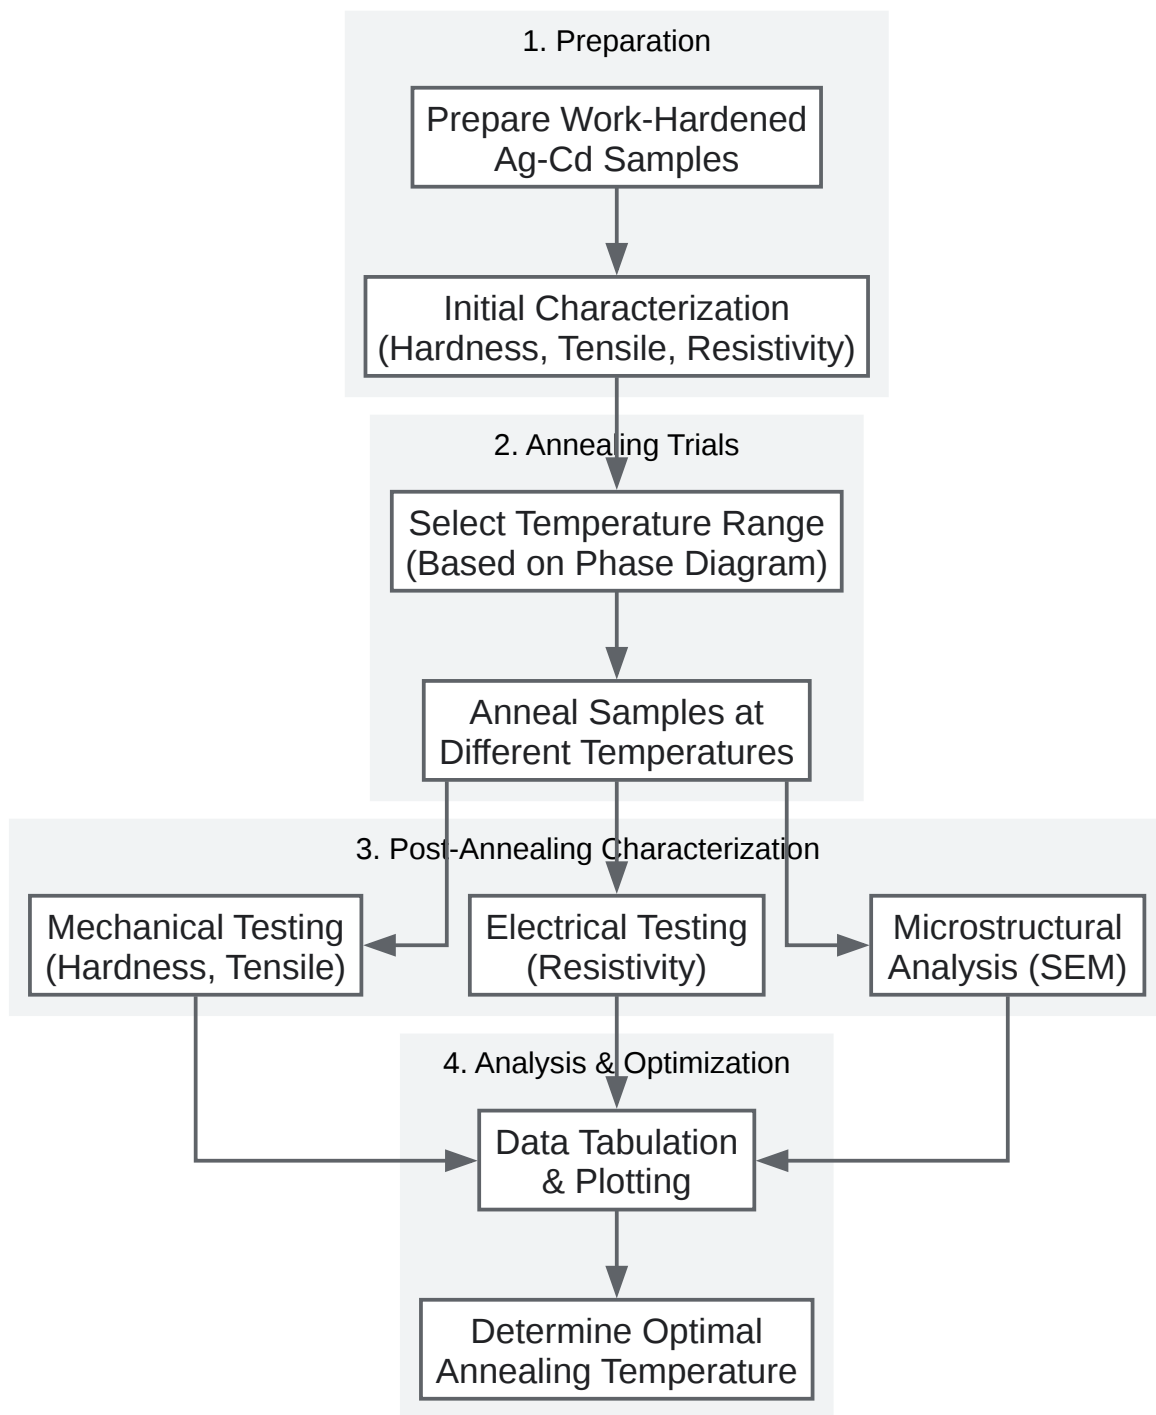 1. Preparation
Prepare Work-Hardened
Ag-Cd Samples
Initial Characterization
(Hardness, Tensile, Resistivity)
2. Annealing Trials
Select Temperature Range
(Based on Phase Diagram)
Anneal Samples at
Different Temperatures
3. Post-Annealing Characterization
Mechanical Testing
(Hardness, Tensile)
Electrical Testing
(Resistivity)
Microstructural
Analysis (SEM)
4. Analysis & Optimization
Data Tabulation
& Plotting
Determine Optimal
Annealing Temperature